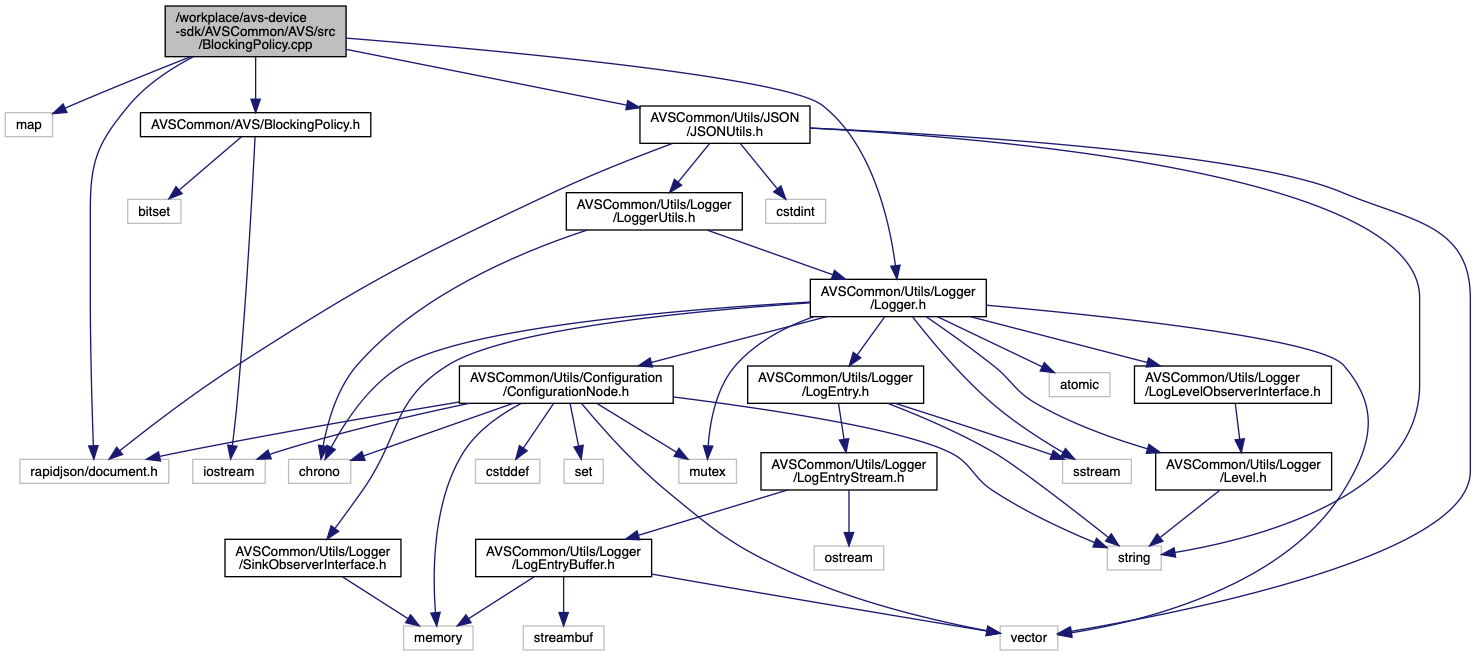 /workplace/avs-device
-sdk/AVSCommon/AVS/src
/BlockingPolicy.cpp
map
AVSCommon/AVS/BlockingPolicy.h
AVSCommon/Utils/JSON
/JSONUtils.h
bitset
AVSCommon/Utils/Logger
/LoggerUtils.h
cstdint
AVSCommon/Utils/Logger
/Logger.h
AVSCommon/Utils/Configuration
/ConfigurationNode.h
AVSCommon/Utils/Logger
/LogEntry.h
atomic
AVSCommon/Utils/Logger
/LogLevelObserverInterface.h
rapidjson/document.h
iostream
chrono
cstddef
set
mutex
AVSCommon/Utils/Logger
/LogEntryStream.h
sstream
AVSCommon/Utils/Logger
/Level.h
AVSCommon/Utils/Logger
/SinkObserverInterface.h
AVSCommon/Utils/Logger
/LogEntryBuffer.h
ostream
string
memory
streambuf
vector